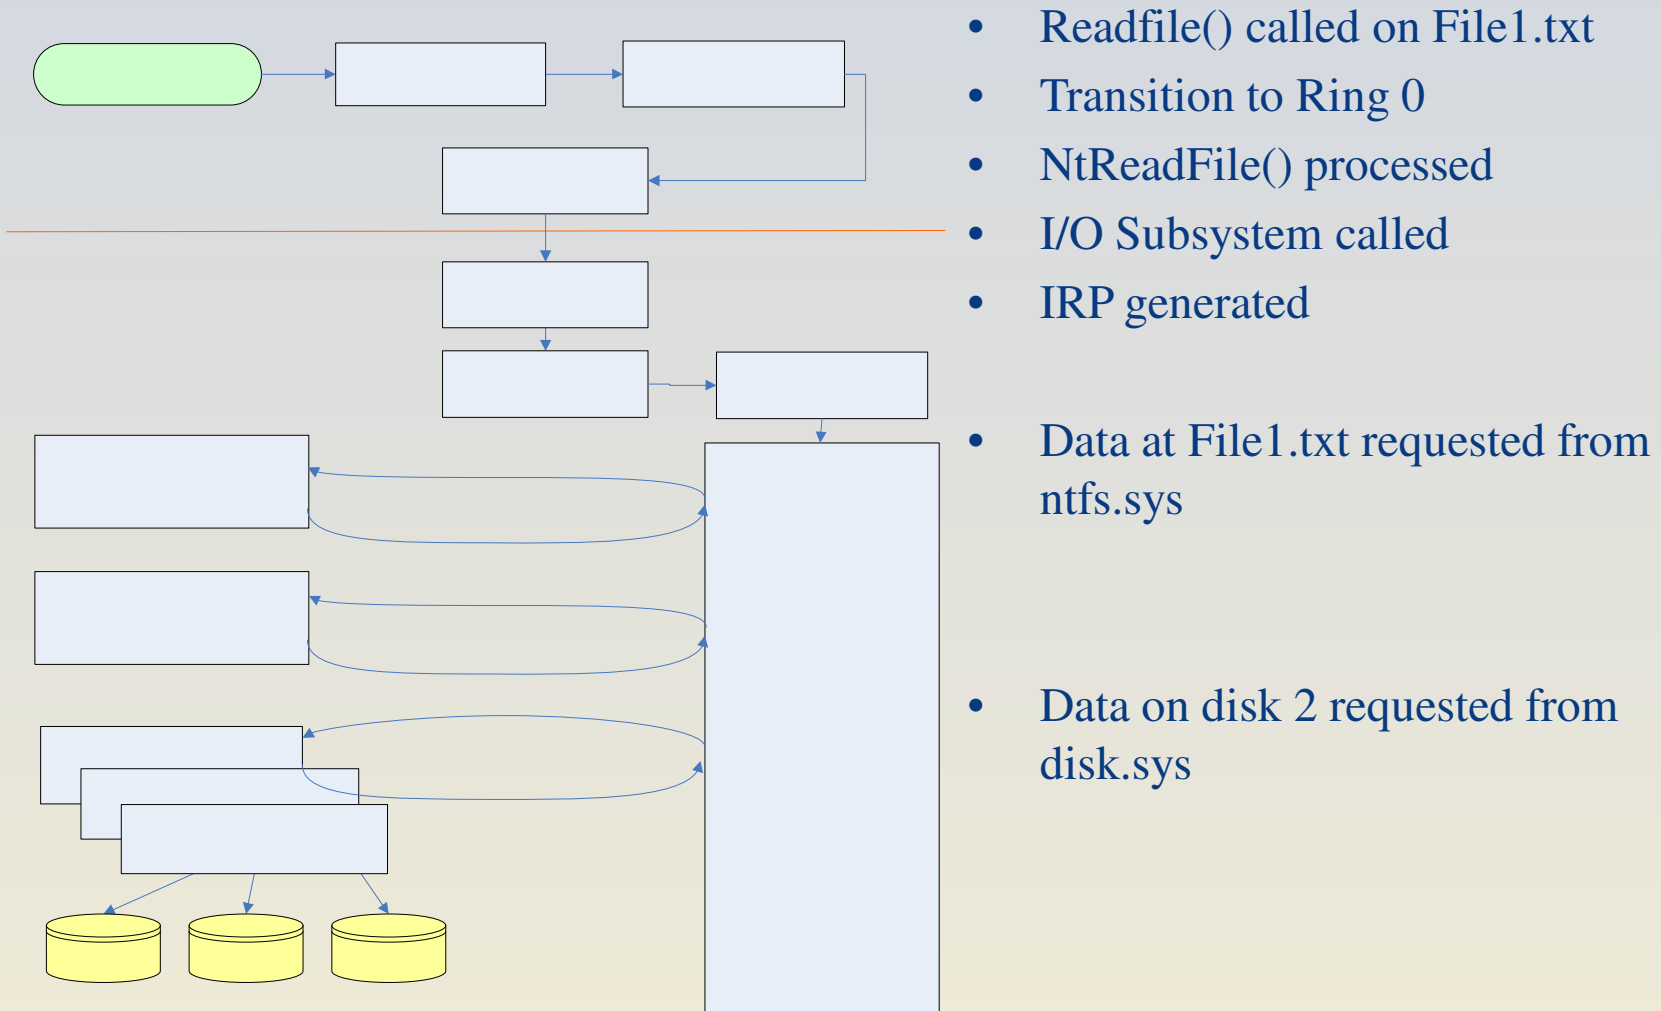 • Readfile() called on File1.txt
• Transition to Ring 0
• NtReadFile() processed
• I/O Subsystem called
• IRP generated
• Data at File1.txt requested from
ntfs.sys
• Data on disk 2 requested from
disk.sys